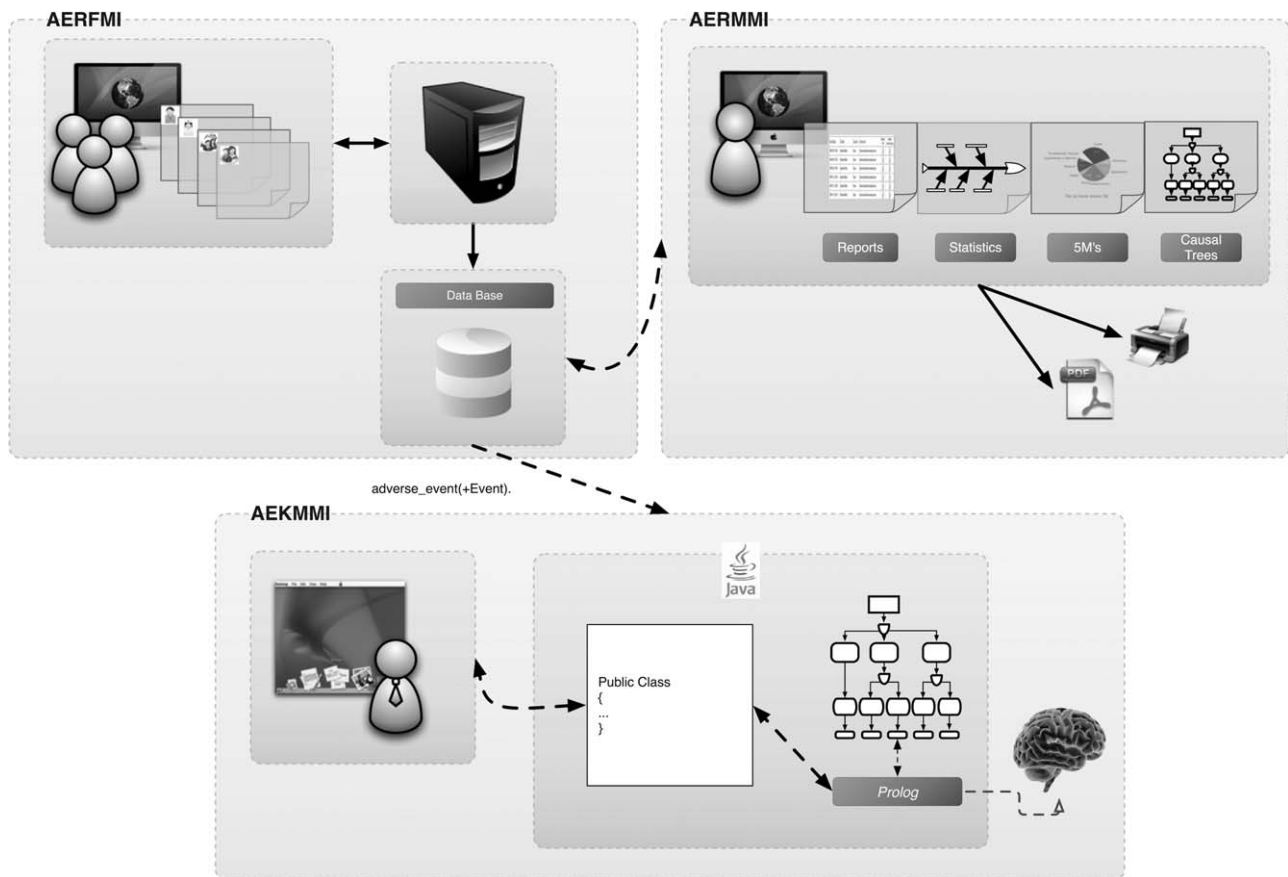 AERFMI
AERMMI
Data Base
Reports
Statistics
5M's
Causal
Trees
PDF
adverse_event(+Event).
AEKMMI
Java
Public Class
{
...
}
Prolog